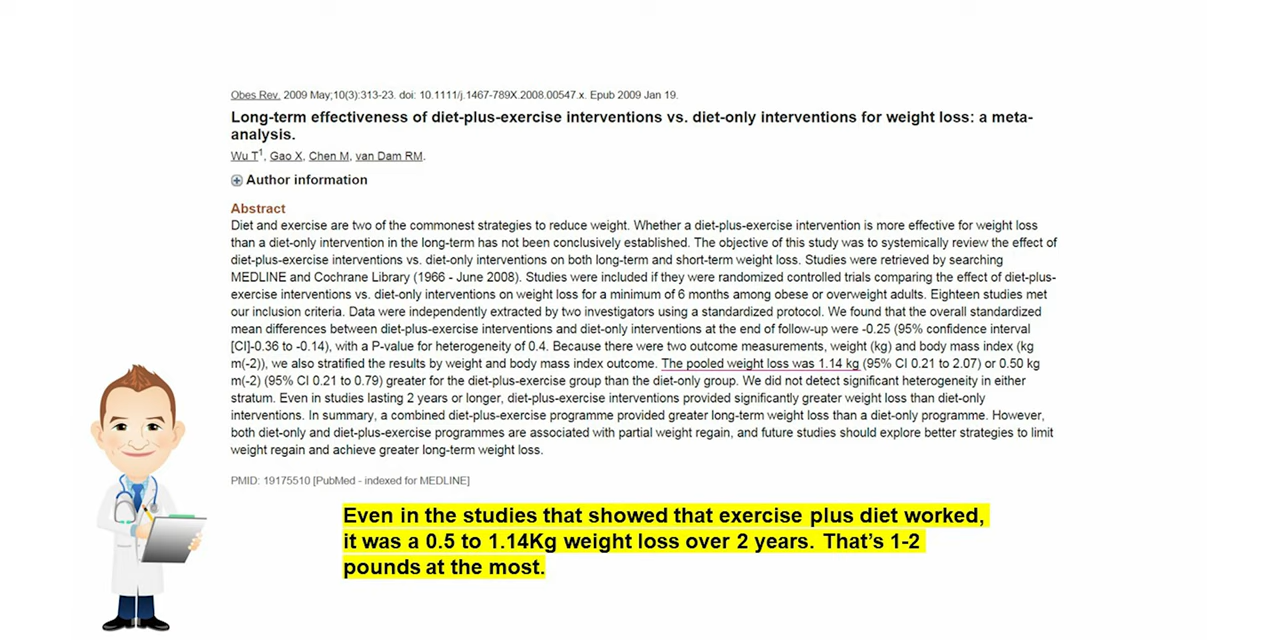 Obes Rev. 2009 May;10(3):313-23. doi: 10.1111/j.1467-789X.2008.00547.x. Epub 2009 Jan 19.
Long-term effectiveness of diet-plus-exercise interventions vs. diet-only interventions for weight loss: a meta-
analysis.
Wu T1, Gao X, Chen M, van Dam RM.
Author information
Abstract
Diet and exercise are two of the commonest strategies to reduce weight. Whether a diet-plus-exercise intervention is more effective for weight loss
than a diet-only intervention in the long-term has not been conclusively established. The objective of this study was to systemically review the effect of
diet-plus-exercise interventions vs. diet-only interventions on both long-term and short-term weight loss. Studies were retrieved by searching
MEDLINE and Cochrane Library (1966 - June 2008). Studies were included if they were randomized controlled trials comparing the effect of diet-plus-
exercise interventions vs. diet-only interventions on weight loss for a minimum of 6 months among obese or overweight adults. Eighteen studies met
our inclusion criteria. Data were independently extracted by two investigators using a standardized protocol. We found that the overall standardized
mean differences between diet-plus-exercise interventions and diet-only interventions at the end of follow-up were -0.25 (95% confidence interval
[CI]-0.36 to -0.14), with a P-value for heterogeneity of 0.4. Because there were two outcome measurements, weight (kg) and body mass index (kg
m(-2)), we also stratified the results by weight and body mass index outcome. The pooled weight loss was 1.14 kg (95% CI 0.21 to 2.07) or 0.50 kg
m(-2) (95% CI 0.21 to 0.79) greater for the diet-plus-exercise group than the diet-only group. We did not detect significant heterogeneity in either
stratum. Even in studies lasting 2 years or longer, diet-plus-exercise interventions provided significantly greater weight loss than diet-only
interventions. In summary, a combined diet-plus-exercise programme provided greater long-term weight loss than a diet-only programme. However,
both diet-only and diet-plus-exercise programmes are associated with partial weight regain, and future studies should explore better strategies to limit
weight regain and achieve greater long-term weight loss.
PMID: 19175510 [PubMed - indexed for MEDLINE]
Even in the studies that showed that exercise plus diet worked,
it was a 0.5 to 1.14Kg weight loss over 2 years. That's 1-2
pounds at the most.